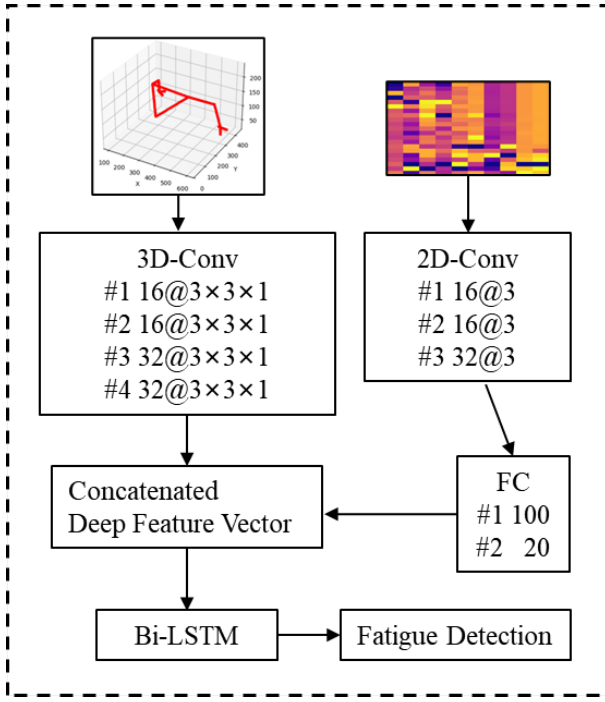 200
150
100
50
400
300
200
100
0
100
200
300
400
500
600
X
Y
3D-Conv
#1 16@3×3×1
#2 16@3×3×1
#3 32@3×3×1
#4 32@3×3×1
2D-Conv
#1 16@3
#2 16@3
#3 32@3
Concatenated
Deep Feature Vector
FC
#1 100
#2 20
Bi-LSTM
Fatigue Detection